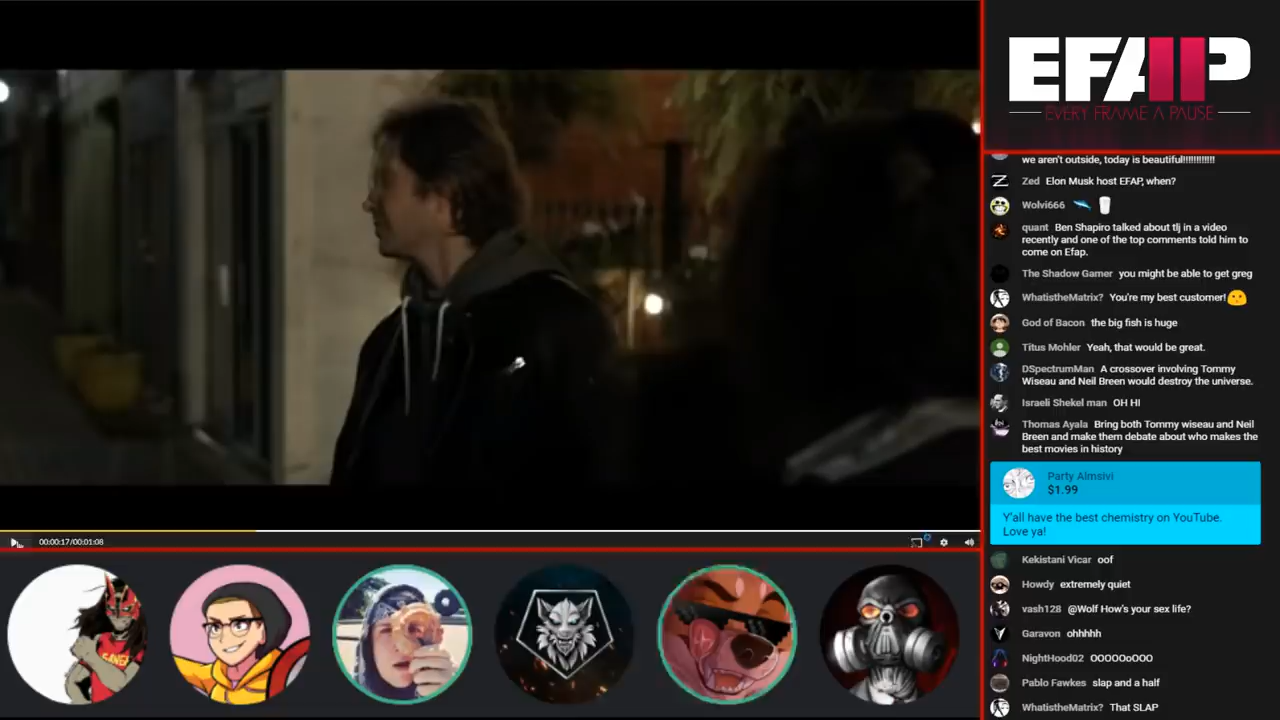 EFAP
EVERY FRAME A PAUSE
we aren't outside, today is beautiful!!!!!!!!!!!!
Zed Elon Musk host EFAP, when?
Wolvi666
quant Ben Shapiro talked about tlj in a video
recently and one of the top comments told him to
come on Efap.
The Shadow Gamer you might be able to get greg
WhatistheMatrix? You're my best customer!
God of Bacon the big fish is huge
Titus Mohler Yeah, that would be great.
DSpectrumMan A crossover involving Tommy
Wiseau and Neil Breen would destroy the universe.
Israeli Shekel man OH HI
Thomas Ayala Bring both Tommy wiseau and Neil
Breen and make them debate about who makes the
best movies in history
Party Almsivi
$1.99
Y'all have the best chemistry on YouTube.
Love ya!
Kekistani Vicar oof
Howdy extremely quiet
vash128 @Wolf How's your sex life?
Garavon ohhhhh
NightHood02 OOOOOoOOO
Pablo Fawkes slap and a half
WhatistheMatrix? That SLAP
00:00:17/00:01:08